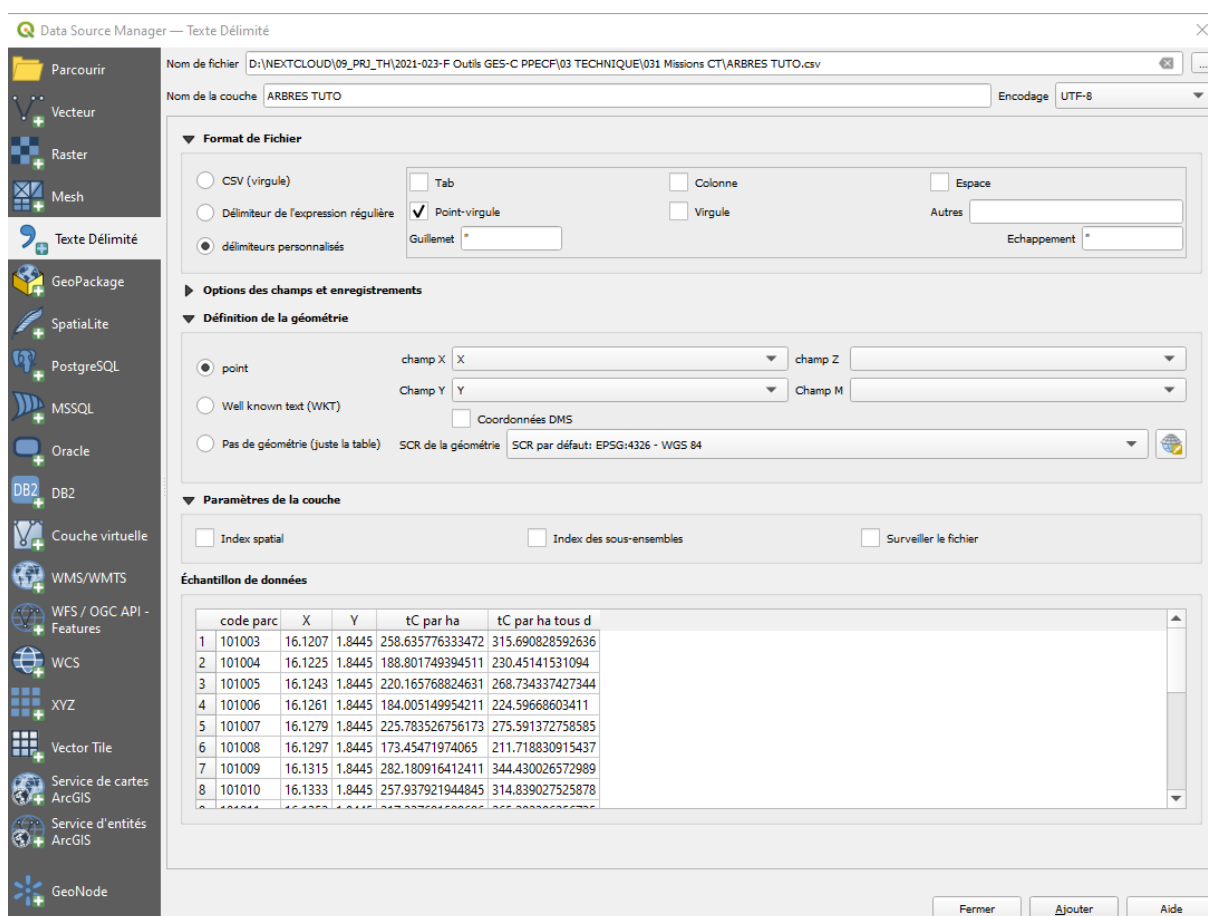 Data Source Manager — Texte Délimité
Parcourir
Vecteur
Raster
Mesh
Texte Délimité
GeoPackage
SpatiaLite
PostgreSQL
MSSQL
Oracle
DB2
DB2
Couche virtuelle
WMS/WMTS
WFS / OGC API -
Features
WCS
XYZ
Vector Tile
Service de cartes
ArcGIS
Service d'entités
ArcGIS
GeoNode
Nom de fichier D:\NEXTCLOUD\09_PRJ_TH\2021-023-F Outils GES-C PPECF\03 TECHNIQUE\031 Missions CT\ARBRES TUTO.csv ...
Nom de la couche ARBRES TUTO Encodage UTF-8
Format de Fichier
CSV (virgule) Tab Colonne Espace
Délimiteur de l'expression régulière Point-virgule Virgule Autres
délimiteurs personnalisés Guillemet " Echappement "
Options des champs et enregistrements
Définition de la géométrie
point champ X X champ Z
Champ Y Y Champ M
Well known text (WKT)
Coordonnées DMS
Pas de géométrie (juste la table) SCR de la géométrie SCR par défaut: EPSG:4326 - WGS 84
Paramètres de la couche
Index spatial Index des sous-ensembles Surveiller le fichier
Échantillon de données
code parc X Y tC par ha tC par ha tous d
1 101003 16.1207 1.8445 258.635776333472 315.690828592636
2 101004 16.1225 1.8445 188.801749394511 230.45141531094
3 101005 16.1243 1.8445 220.165768824631 268.734337427344
4 101006 16.1261 1.8445 184.005149954211 224.59668603411
5 101007 16.1279 1.8445 225.783526756173 275.591372758585
6 101008 16.1297 1.8445 173.45471974065 211.718830915437
7 101009 16.1315 1.8445 282.180916412411 344.430026572989
8 101010 16.1333 1.8445 257.937921944845 314.839027525878
Fermer Ajouter Aide